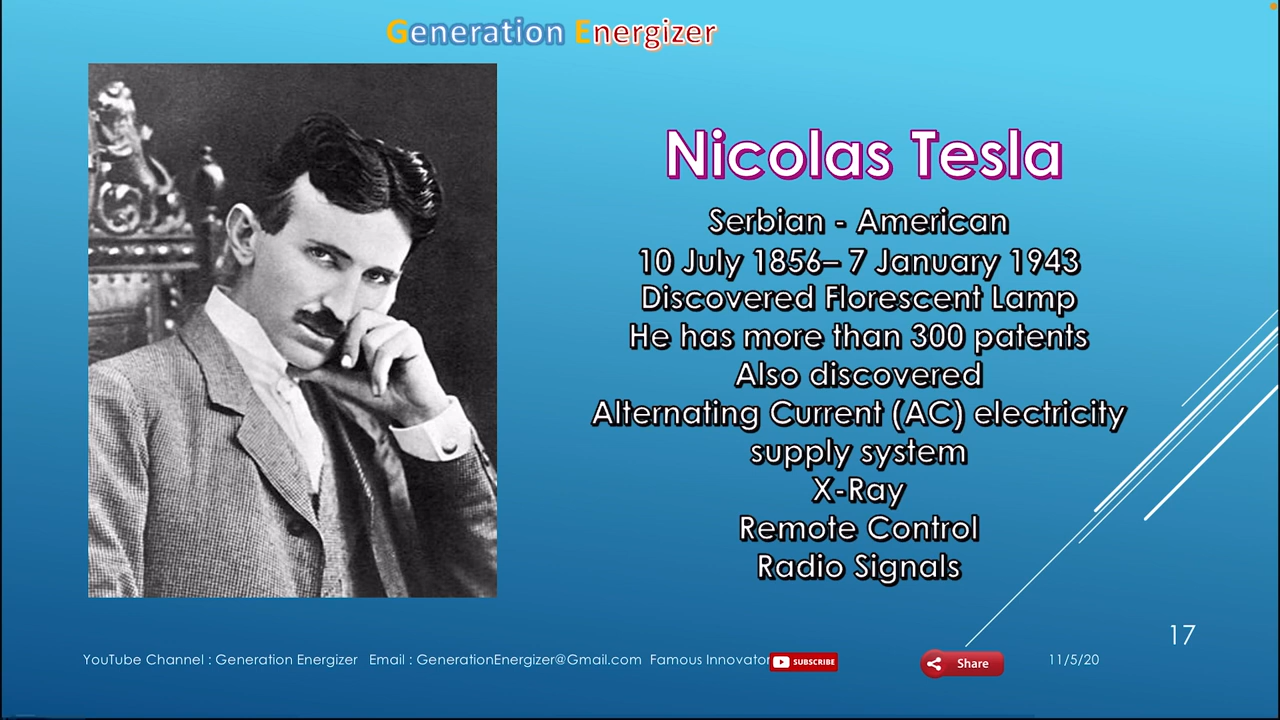 Generation Energizer
Nicolas Tesla
Serbian - American
10 July 1856– 7 January 1943
Discovered Florescent Lamp
He has more than 300 patents
Also discovered
Alternating Current (AC) electricity
supply system
X-Ray
Remote Control
Radio Signals
17
YouTube Channel : Generation Energizer Email : GenerationEnergizer@Gmail.com Famous Innovator SUBSCRIBE Share 11/5/20